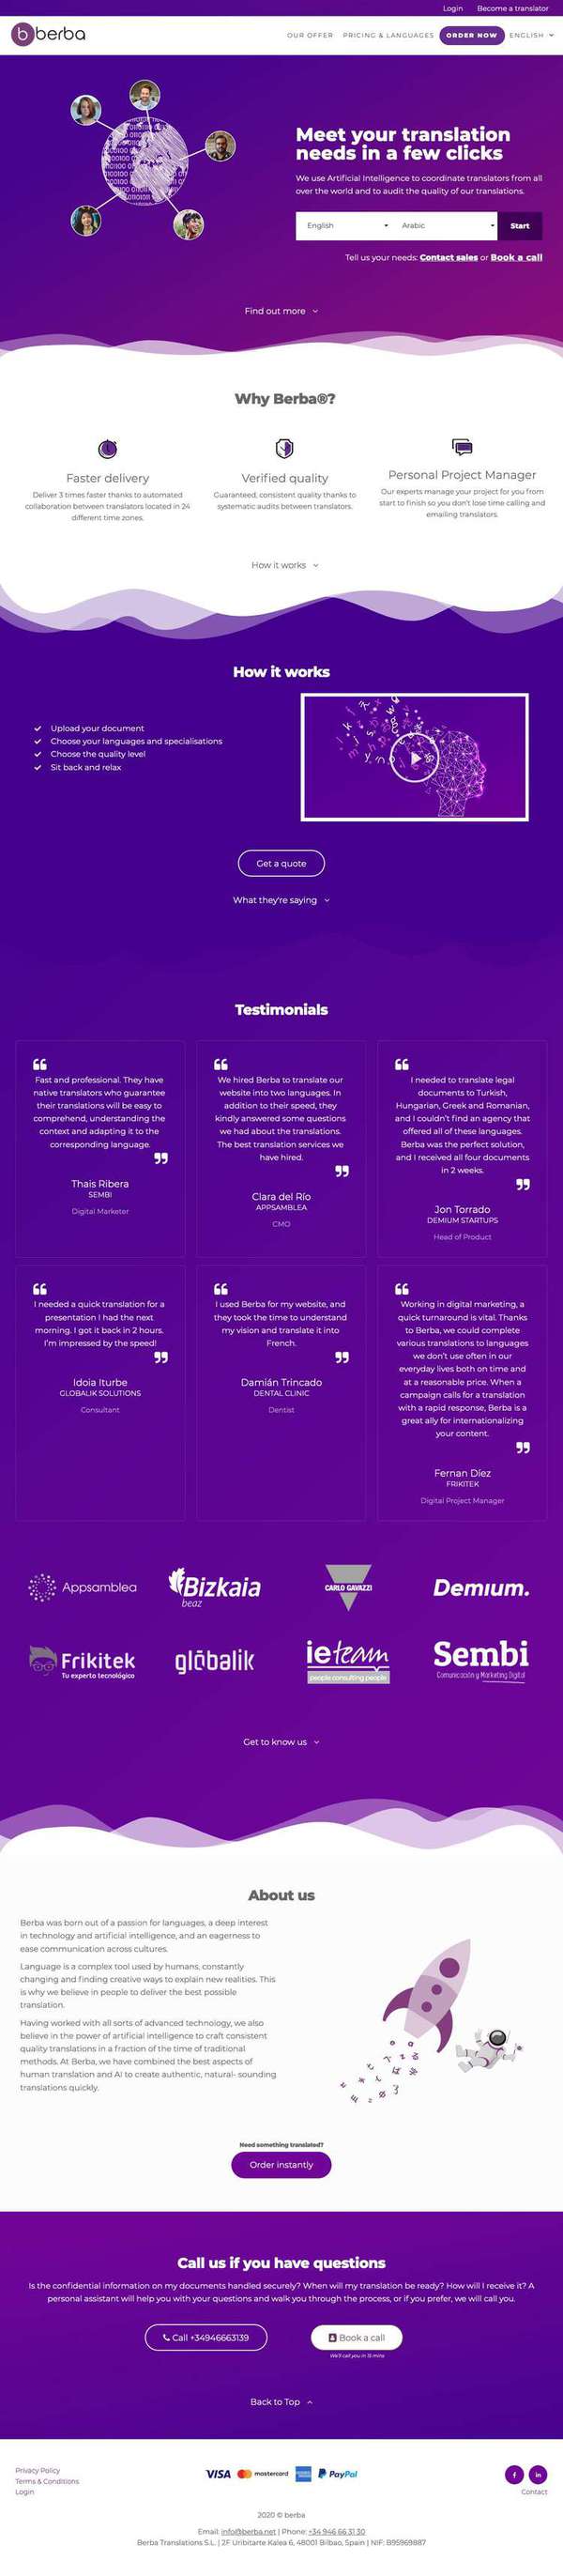 Login Become a translator
berba
OUR OFFER PRICING & LANGUAGES ORDER NOW ENGLISH
Meet your translation
needs in a few clicks
We use Artificial Intelligence to coordinate translators from all
over the world and to audit the quality of our translations.
English Arabic Start
Tell us your needs: Contact sales or Book a call
Find out more
Why Berba®?
Faster delivery
Deliver 3 times faster thanks to automated
collaboration between translators located in 24
different time zones.
Verified quality
Guaranteed, consistent quality thanks to
systematic audits between translators.
Personal Project Manager
Our experts manage your project for you from
start to finish so you don't lose time calling and
emailing translators.
How it works
How it works
Upload your document
Choose your languages and specialisations
Choose the quality level
Sit back and relax
Get a quote
What they're saying
Testimonials
Fast and professional. They have
native translators who guarantee
their translations will be easy to
comprehend, understanding the
context and adapting it to the
corresponding language.
Thais Ribera
SEMBI
Digital Marketer
We hired Berba to translate our
website into two languages. In
addition to their speed, they
kindly answered some questions
we had about the translations.
The best translation services we
have hired.
Clara del Río
APPSAMBLEA
CMO
I needed to translate legal
documents to Turkish,
Hungarian, Greek and Romanian,
and I couldn't find an agency that
offered all of these languages.
Berba was the perfect solution,
and I received all four documents
in 2 weeks.
Jon Torrado
DEMIUM STARTUPS
Head of Product
I needed a quick translation for a
presentation I had the next
morning. I got it back in 2 hours.
I'm impressed by the speed!
Idoia Iturbe
GLOBALIK SOLUTIONS
Consultant
I used Berba for my website, and
they took the time to understand
my vision and translate it into
French.
Damián Trincado
DENTAL CLINIC
Dentist
Working in digital marketing, a
quick turnaround is vital. Thanks
to Berba, we could complete
various translations to languages
we don't use often in our
everyday lives both on time and
at a reasonable price. When a
campaign calls for a translation
with a rapid response, Berba is a
great ally for internationalizing
your content.
Fernan Díez
FRIKITEK
Digital Project Manager
Appsamblea
Bizkaia
beaz
CARLO GAVAZZI
Demium.
Frikitek
Tu experto tecnológico
glōbalik
ieteam
people consulting people
Sembi
Comunicación y Marketing Digital
Get to know us
About us
Berba was born out of a passion for languages, a deep interest
in technology and artificial intelligence, and an eagerness to
ease communication across cultures.
Language is a complex tool used by humans, constantly
changing and finding creative ways to explain new realities. This
is why we believe in people to deliver the best possible
translation.
Having worked with all sorts of advanced technology, we also
believe in the power of artificial intelligence to craft consistent
quality translations in a fraction of the time of traditional
methods. At Berba, we have combined the best aspects of
human translation and AI to create authentic, natural- sounding
translations quickly.
Need something translated?
Order instantly
Call us if you have questions
Is the confidential information on my documents handled securely? When will my translation be ready? How will I receive it? A
personal assistant will help you with your questions and walk you through the process, or if you prefer, we will call you.
Call +34946663139
Book a call
We'll call you in 15 mins
Back to Top
Privacy Policy
Terms & Conditions
Login
VISA mastercard PayPal
Contact
2020 © berba
Email: info@berba.net | Phone: +34 946 66 31 30
Berba Translations S.L. | 2F Uribitarte Kalea 6, 48001 Bilbao, Spain | NIF: B95969887